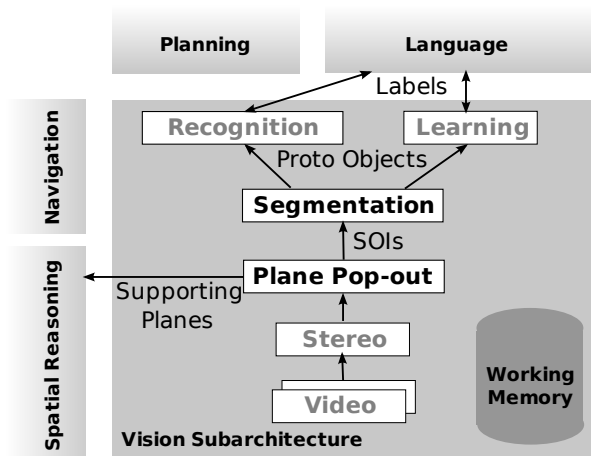 Planning
Language
Labels
Navigation
Recognition
Learning
Proto Objects
Segmentation
SOIs
Plane Pop-out
Supporting
Planes
Spatial Reasoning
Stereo
Video
Working
Memory
Vision Subarchitecture